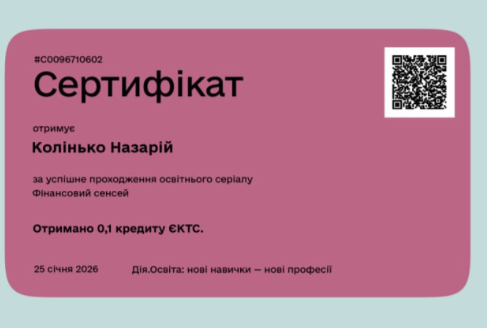 #C0096710602
Сертифікат
отримує
Колінько Назарій
за успішне проходження освітнього серіалу
Фінансовий сенсей
Отримано 0,1 кредиту ЄКТС.
25 січня 2026
Дія.Освіта: нові навички — нові професії